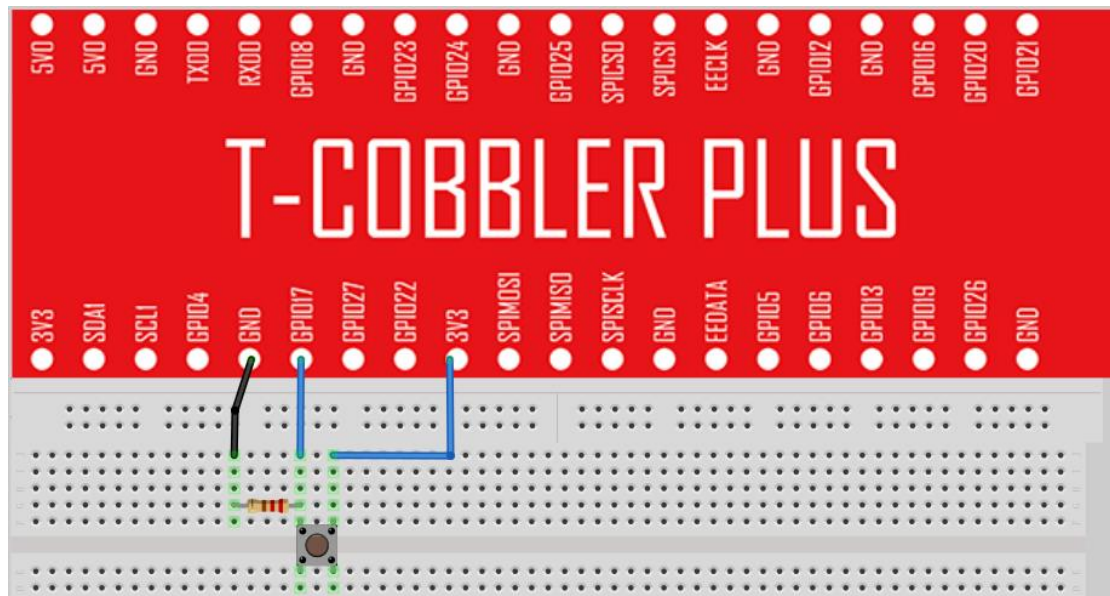 5V0 5V0 GND TXD0 RXD0 GPIO18 GND GPIO23 GPIO24 GND GPIO25 SPICS0 SPICS1 EECLK GND GPIO12 GND GPIO16 GPIO20 GPIO21
T-COBBLER PLUS
3V3 SDA1 SCL1 GPIO4 GND GPIO17 GPIO27 GPIO22 3V3 SPIMOSI SPIMISO SPISCLK GND EEDATA GPIO5 GPIO6 GPIO13 GPIO19 GPIO26 GND